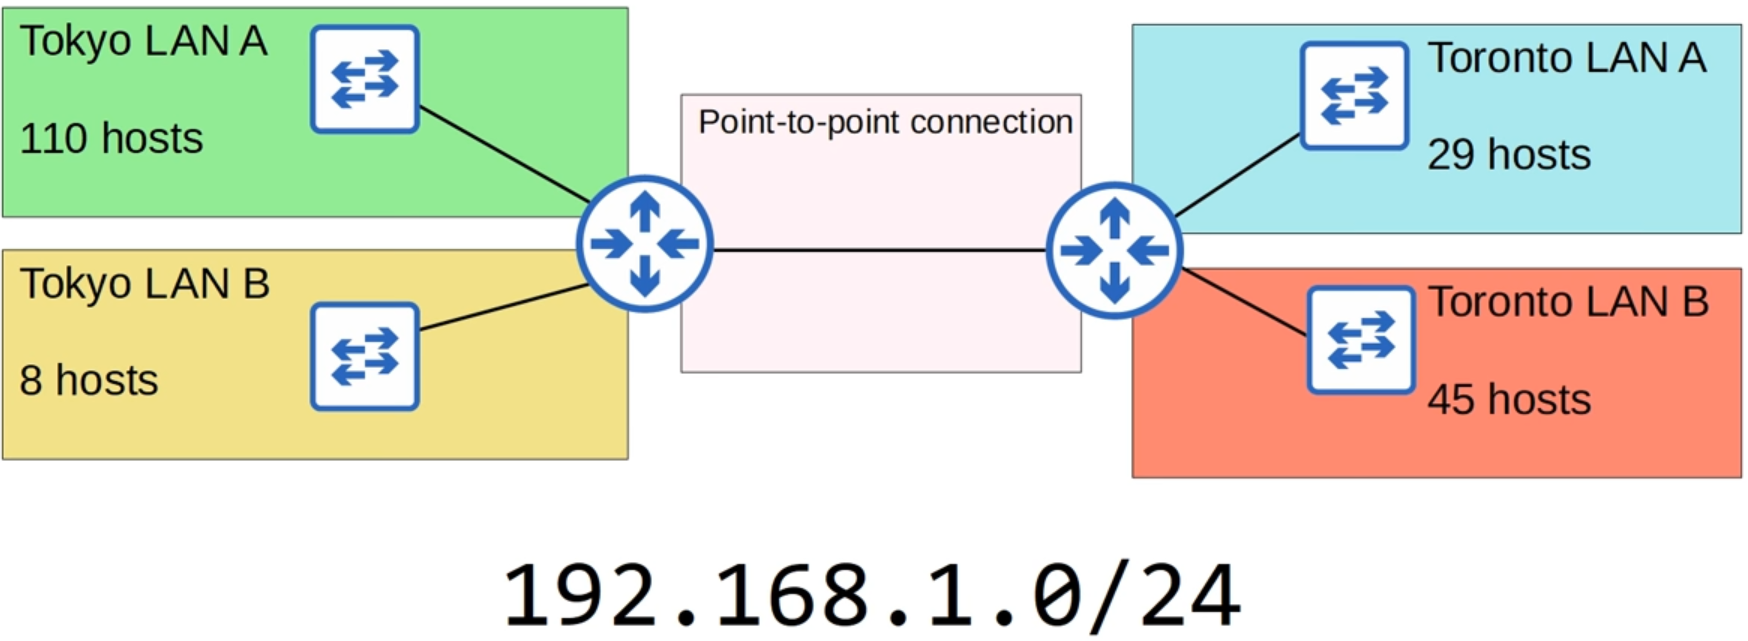 Tokyo LAN A
110 hosts
Tokyo LAN B
8 hosts
Point-to-point connection
Toronto LAN A
29 hosts
Toronto LAN B
45 hosts
192.168.1.0/24